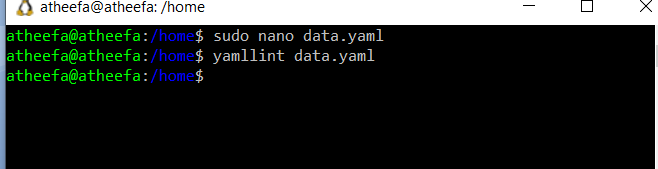 atheefa@atheefa: /home
atheefa@atheefa:/home$ sudo nano data.yaml
atheefa@atheefa:/home$ yamllint data.yaml
atheefa@atheefa:/home$